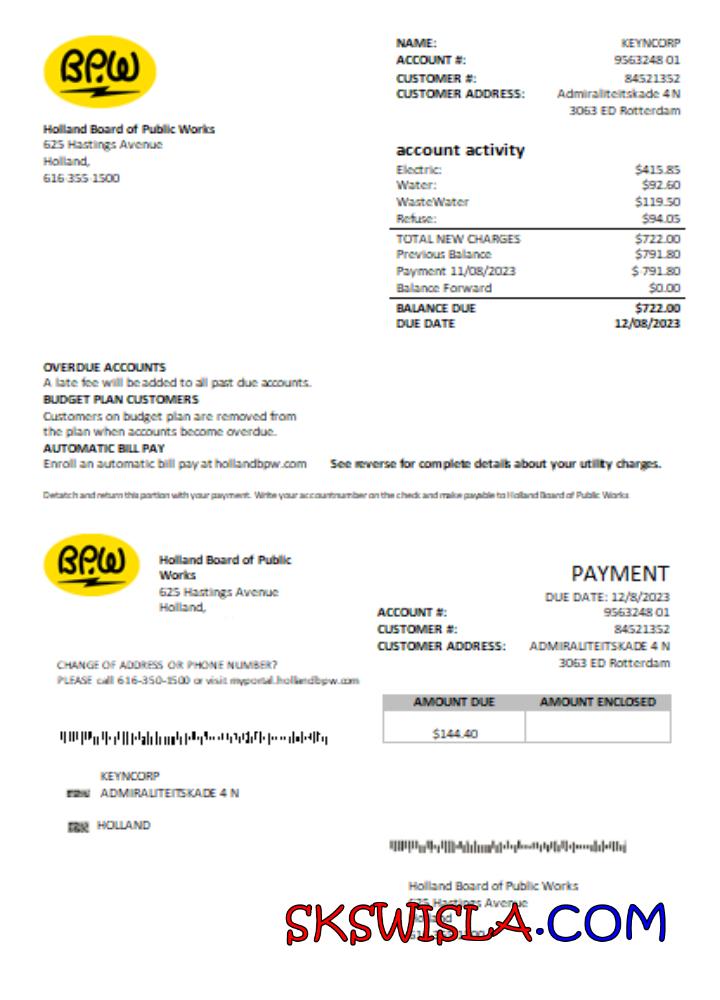 BPW
Holland Board of Public Works
625 Hastings Avenue
Holland,
616-355-1500
NAME: KEYNCORP
ACCOUNT #: 9563248 01
CUSTOMER #: 84521352
CUSTOMER ADDRESS: Admiraliteitskade 4 N
3063 ED Rotterdam
account activity
Electric: $415.85
Water: $92.60
WasteWater $119.50
Refuse: $94.05
TOTAL NEW CHARGES $722.00
Previous Balance $791.80
Payment 11/08/2023 $ 791.80
Balance Forward $0.00
BALANCE DUE $722.00
DUE DATE 12/08/2023
OVERDUE ACCOUNTS
A late fee will be added to all past due accounts.
BUDGET PLAN CUSTOMERS
Customers on budget plan are removed from
the plan when accounts become overdue.
AUTOMATIC BILL PAY
Enroll an automatic bill pay at hollandbpw.com See reverse for complete details about your utility charges.
Detatch and return this portion with your payment. Write your accountnumber on the check and make payable to Holland Board of Public Works
BPW
Holland Board of Public
Works
625 Hastings Avenue
Holland,
PAYMENT
DUE DATE: 12/8/2023
ACCOUNT #: 9563248 01
CUSTOMER #: 84521352
CUSTOMER ADDRESS: ADMIRALITEITSKADE 4 N
3063 ED Rotterdam
CHANGE OF ADDRESS OR PHONE NUMBER?
PLEASE call 616-350-1500 or visit myportal.hollandbpw.com
AMOUNT DUE AMOUNT ENCLOSED
$144.40
KEYNCORP
ADMIRALITEITSKADE 4 N
HOLLAND
Holland Board of Public Works
625 Hastings Avenue
Holland
SKSWISLA.COM